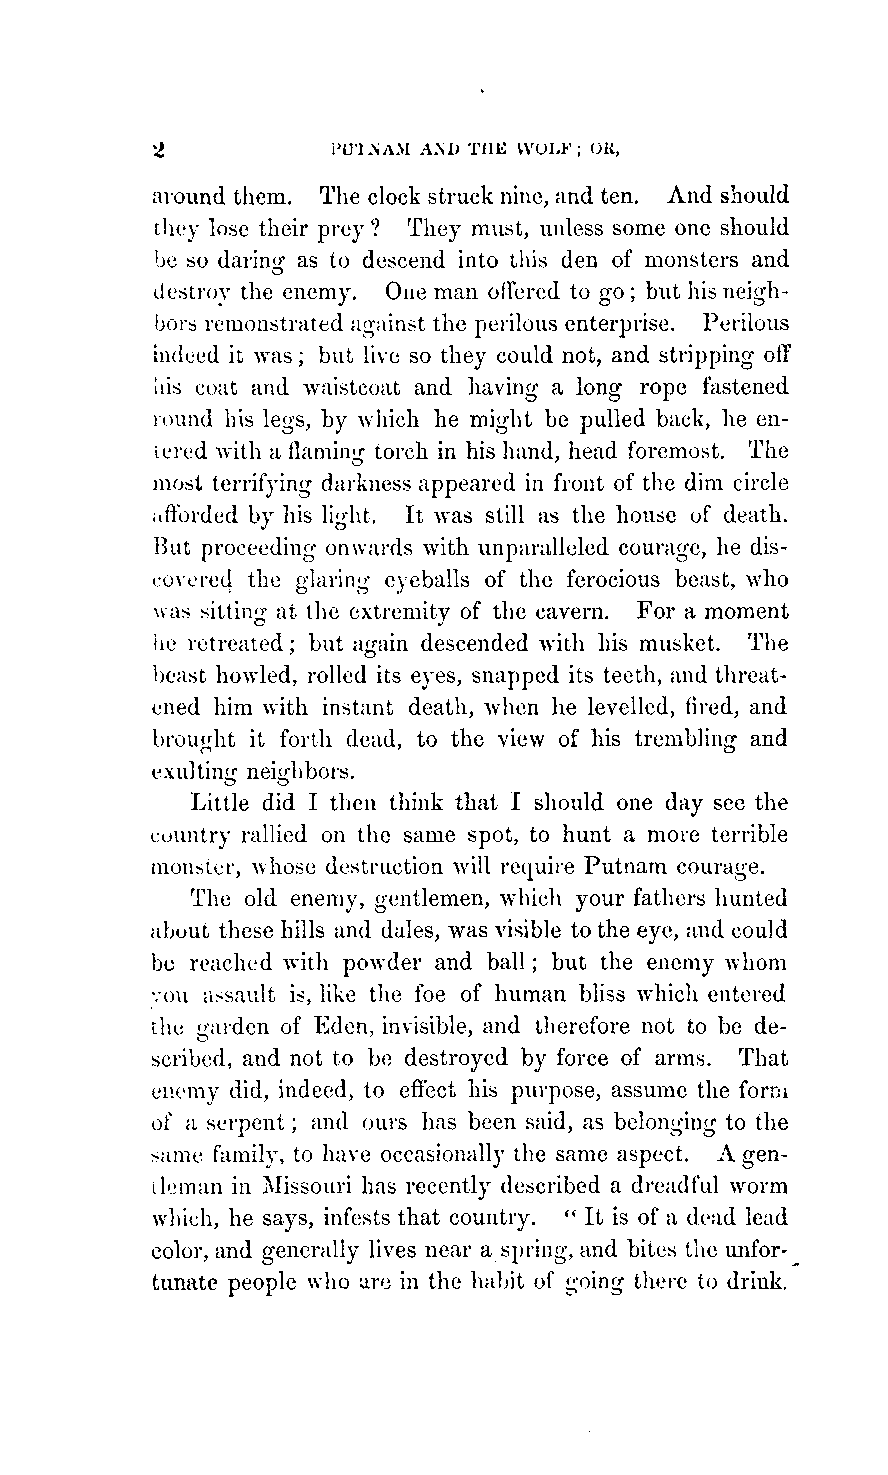 2 PUTNAM AND THE WOLF; OR,
around them. The clock struck nine, and ten. And should
they lose their prey? They must, unless some one should
be so daring as to descend into this den of monsters and
destroy the enemy. One man offered to go; but his neigh-
bors remonstrated against the perilous enterprise. Perilous
indeed it was; but live so they could not, and stripping off
his coat and waistcoat and having a long rope fastened
round his legs, by which he might be pulled back, he en-
tered with a flaming torch in his hand, head foremost. The
most terrifying darkness appeared in front of the dim circle
afforded by his light. It was still as the house of death.
But proceeding onwards with unparalleled courage, he dis-
covered the glaring eyeballs of the ferocious beast, who
was sitting at the extremity of the cavern. For a moment
he retreated; but again descended with his musket. The
beast howled, rolled its eyes, snapped its teeth, and threat-
ened him with instant death, when he levelled, fired, and
brought it forth dead, to the view of his trembling and
exulting neighbors.
Little did I then think that I should one day see the
country rallied on the same spot, to hunt a more terrible
monster, whose destruction will require Putnam courage.
The old enemy, gentlemen, which your fathers hunted
about these hills and dales, was visible to the eye, and could
be reached with powder and ball; but the enemy whom
you assault is, like the foe of human bliss which entered
the garden of Eden, invisible, and therefore not to be de-
scribed, and not to be destroyed by force of arms. That
enemy did, indeed, to effect his purpose, assume the form
of a serpent; and ours has been said, as belonging to the
same family, to have occasionally the same aspect. A gen-
tleman in Missouri has recently described a dreadful worm
which, he says, infests that country. "It is of a dead lead
color, and generally lives near a spring, and bites the unfor-
tunate people who are in the habit of going there to drink.